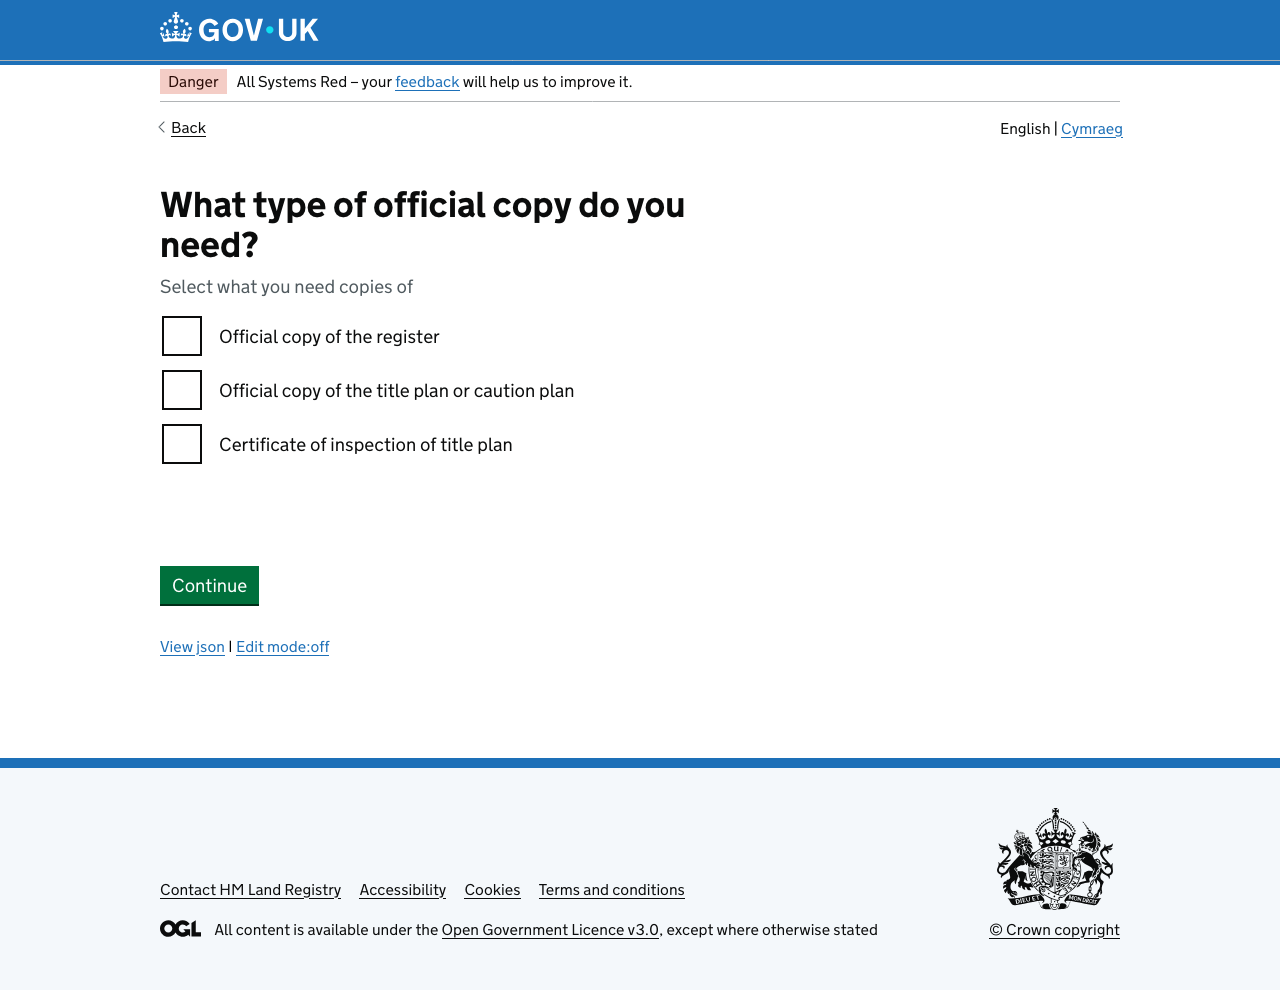 GOV·UK
Danger All Systems Red – your feedback will help us to improve it.
Back
English | Cymraeg
What type of official copy do you
need?
Select what you need copies of
Official copy of the register
Official copy of the title plan or caution plan
Certificate of inspection of title plan
Continue
View json | Edit mode:off
Contact HM Land Registry Accessibility Cookies Terms and conditions
OGL All content is available under the Open Government Licence v3.0, except where otherwise stated
DIEU ET MON DROIT
© Crown copyright